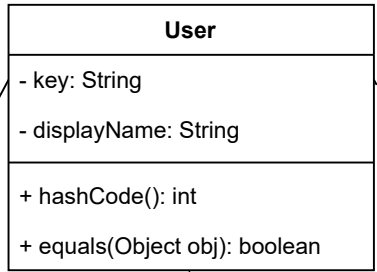 User
- key: String
- displayName: String
+ hashCode(): int
+ equals(Object obj): boolean